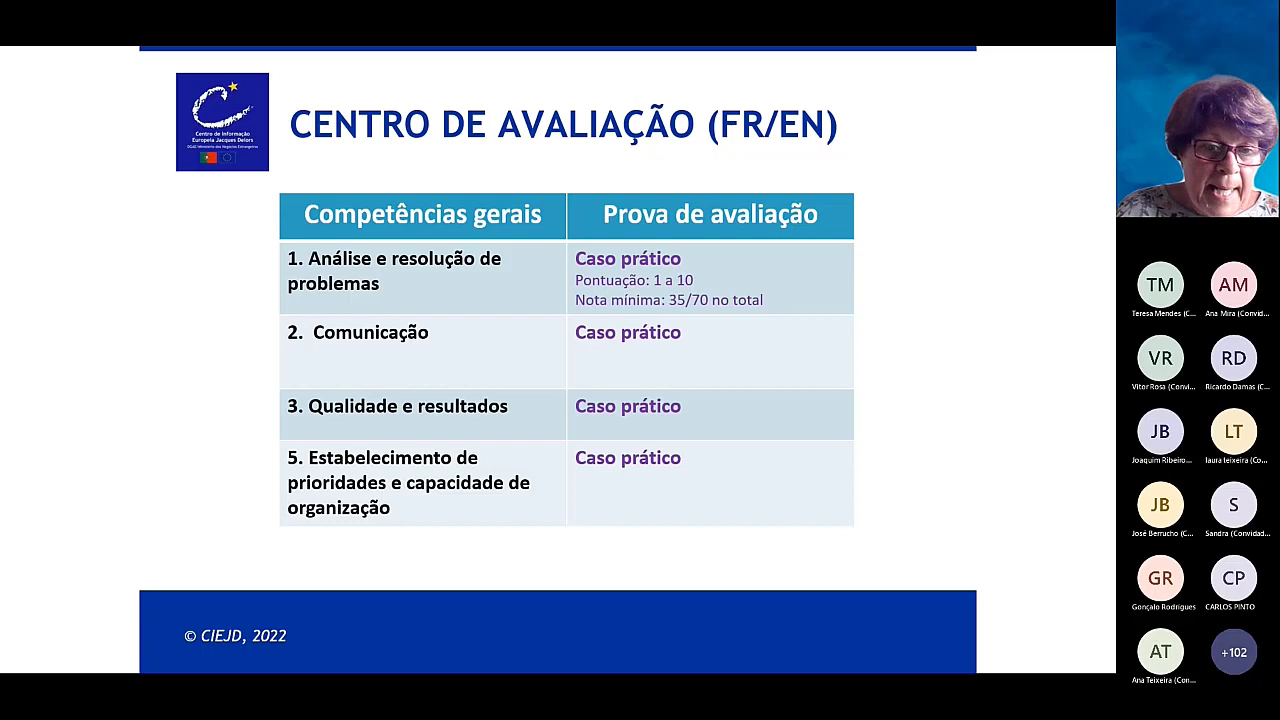 Centro de Informação
Europeia Jacques Delors
DGAE/Ministério dos Negócios Estrangeiros
CENTRO DE AVALIAÇÃO (FR/EN)
Competências gerais
Prova de avaliação
1. Análise e resolução de
problemas
Caso prático
Pontuação: 1 a 10
Nota mínima: 35/70 no total
2. Comunicação
Caso prático
3. Qualidade e resultados
Caso prático
5. Estabelecimento de
prioridades e capacidade de
organização
Caso prático
© CIEJD, 2022
TM
Teresa Mendes (C...
AM
Ana Mira (Convid...
VR
Vitor Rosa (Convi...
RD
Ricardo Damas (C...
JB
Joaquim Ribeiro...
LT
laura teixeira (Co...
JB
José Berrucho (C...
S
Sandra (Convidad...
GR
Gonçalo Rodrigues
CP
CARLOS PINTO
AT
Ana Teixeira (Con...
+102